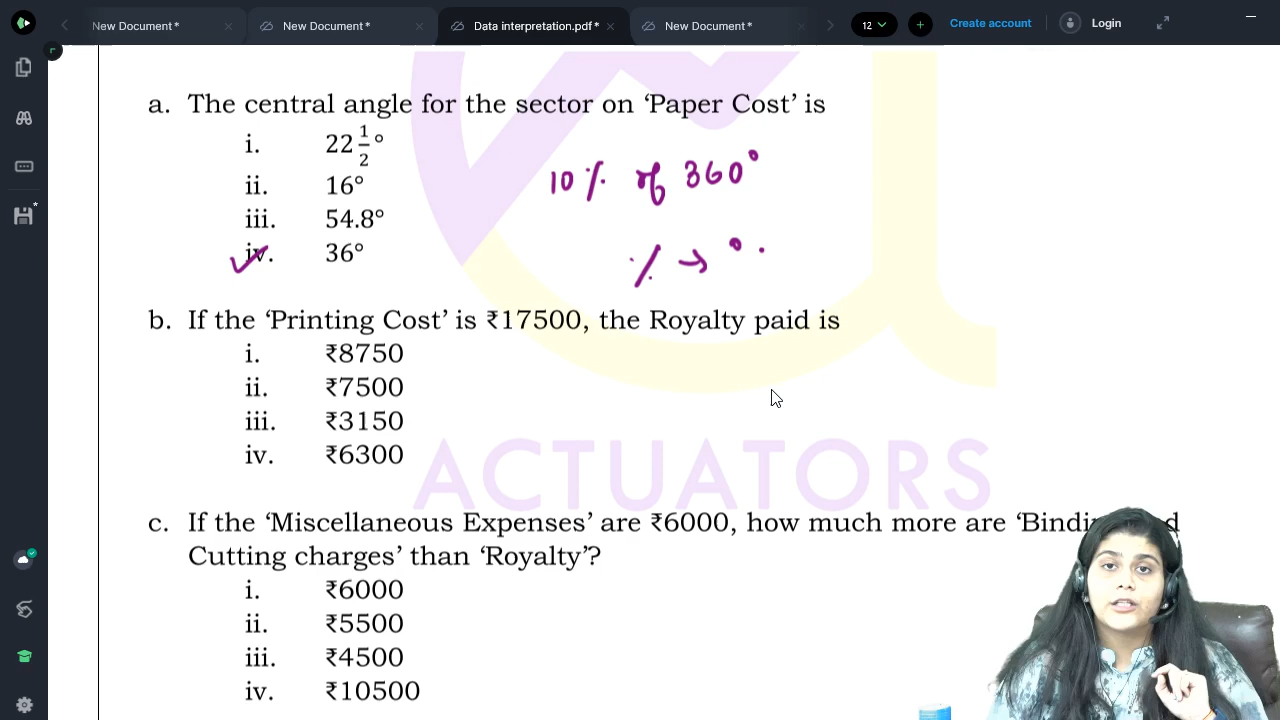 New Document *
New Document *
Data interpretation.pdf *
New Document *
12
Create account
Login
a. The central angle for the sector on ‘Paper Cost’ is
i. 22 1/2°
ii. 16°
iii. 54.8°
iv. 36°
10% of 360°
% → °.
b. If the ‘Printing Cost’ is ₹17500, the Royalty paid is
i. ₹8750
ii. ₹7500
iii. ₹3150
iv. ₹6300
ACTUATORS
c. If the ‘Miscellaneous Expenses’ are ₹6000, how much more are
Cutting charges’ than ‘Royalty’?
i. ₹6000
ii. ₹5500
iii. ₹4500
iv. ₹10500